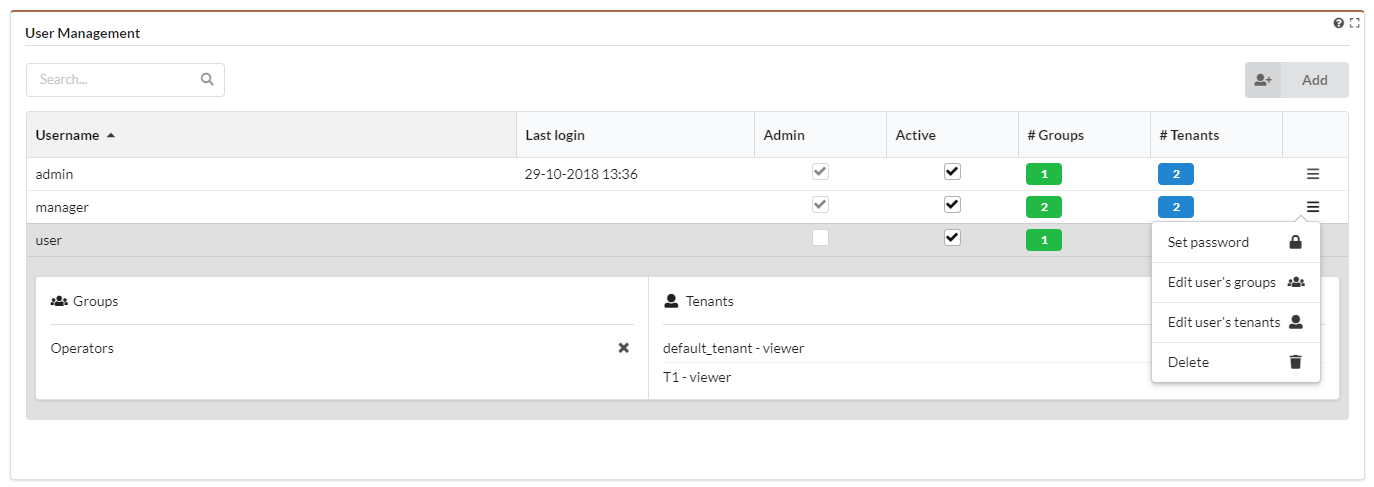 User Management
Search...
Add
Username Last login Admin Active # Groups # Tenants
admin 29-10-2018 13:36 1 2
manager 2 2
user 1
Set password
Edit user's groups
Edit user's tenants
Delete
Groups Tenants
Operators default_tenant - viewer
T1 - viewer